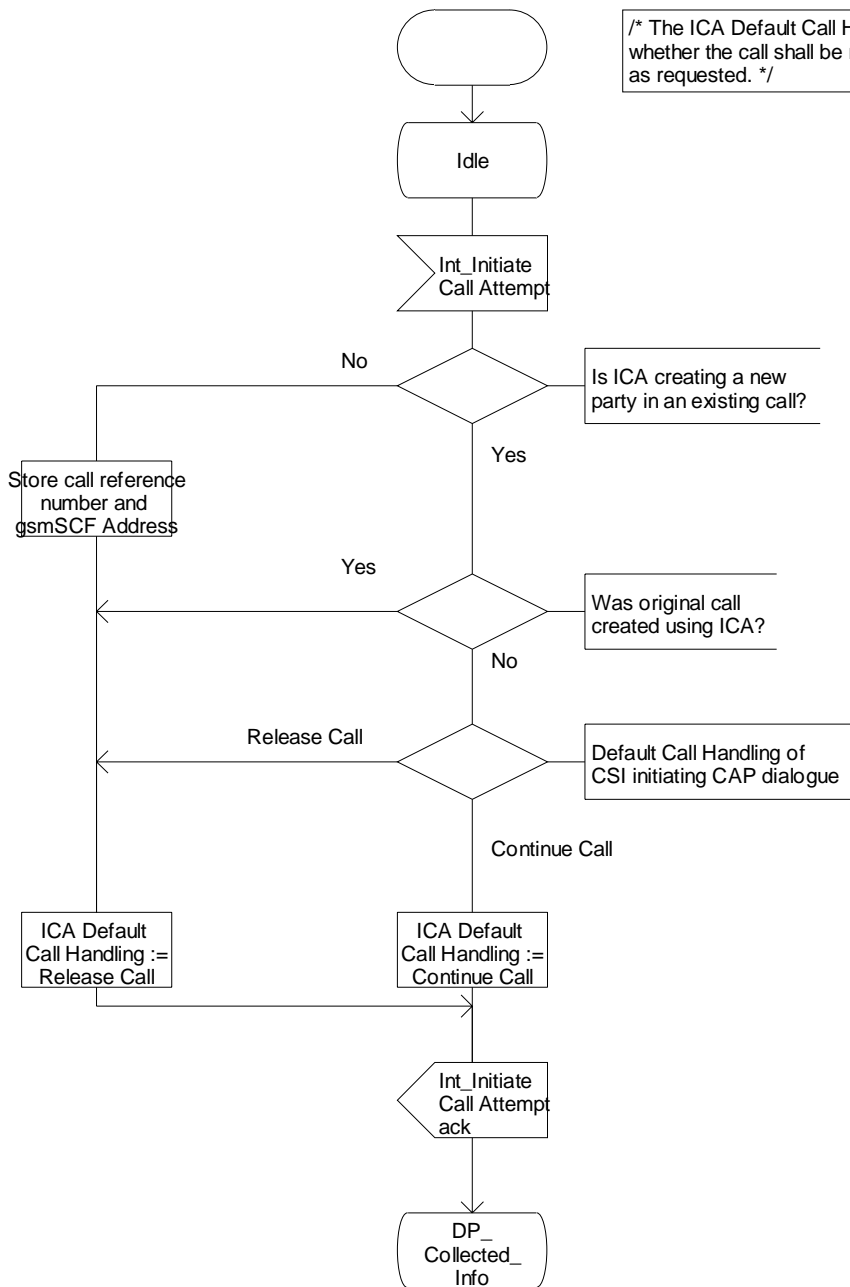 /* The ICA Default Call H
whether the call shall be r
as requested. */
Idle
Int_Initiate
Call Attempt
No
Is ICA creating a new
party in an existing call?
Yes
Store call reference
number and
gsmSCF Address
Yes
Was original call
created using ICA?
No
Release Call
Default Call Handling of
CSI initiating CAP dialogue
Continue Call
ICA Default
Call Handling :=
Release Call
ICA Default
Call Handling :=
Continue Call
Int_Initiate
Call Attempt
ack
DP_
Collected_
Info